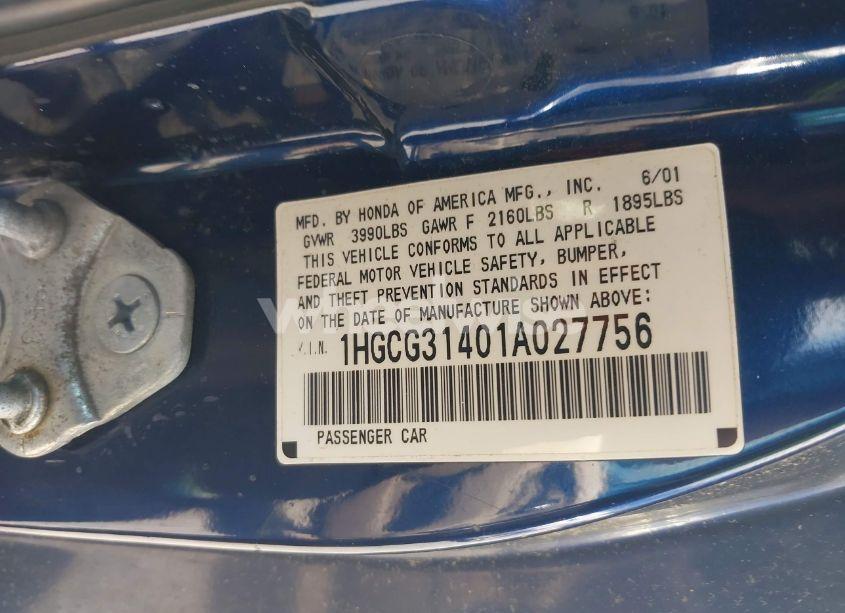 MFD. BY HONDA OF AMERICA MFG., INC. 6/01
GVWR 3990LBS GAWR F 2160LBS R 1895LBS
THIS VEHICLE CONFORMS TO ALL APPLICABLE
FEDERAL MOTOR VEHICLE SAFETY, BUMPER,
AND THEFT PREVENTION STANDARDS IN EFFECT
ON THE DATE OF MANUFACTURE SHOWN ABOVE:
V.I.N. 1HGCG31401A027756
PASSENGER CAR